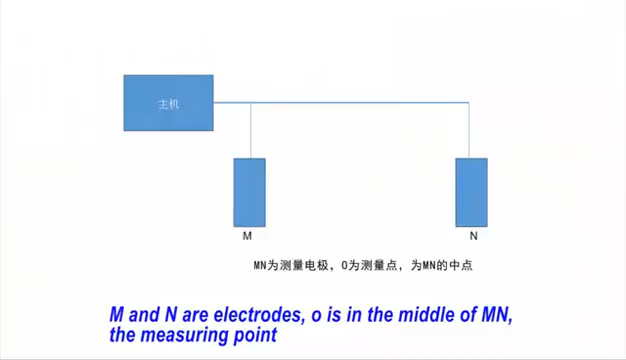 主机
M
N
MN为测量电极，O为测量点，为MN的中点
M and N are electrodes, o is in the middle of MN,
the measuring point